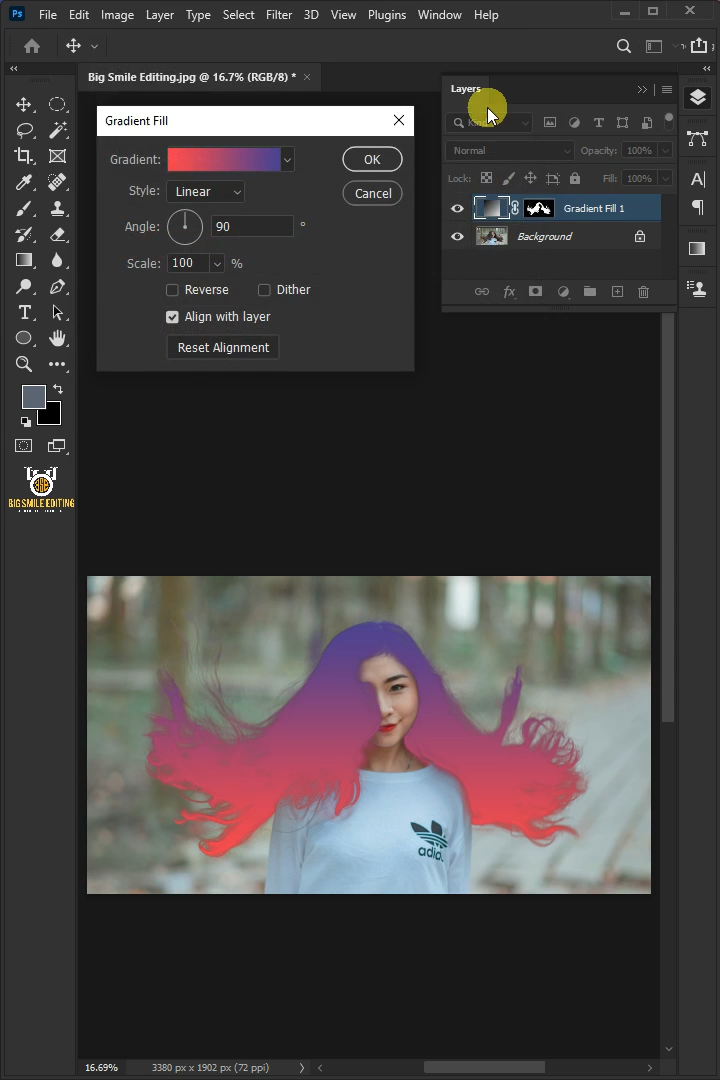 Ps File Edit Image Layer Type Select Filter 3D View Plugins Window Help
Big Smile Editing.jpg @ 16.7% (RGB/8) * ×
Gradient Fill
Gradient:
OK
Style: Linear
Cancel
Angle: 90 °
Scale: 100 %
Reverse Dither
Align with layer
Reset Alignment
Layers
Normal Opacity: 100%
Lock: Fill: 100%
Gradient Fill 1
Background
BIG SMILE EDITING
16.69% 3380 px x 1902 px (72 ppi)